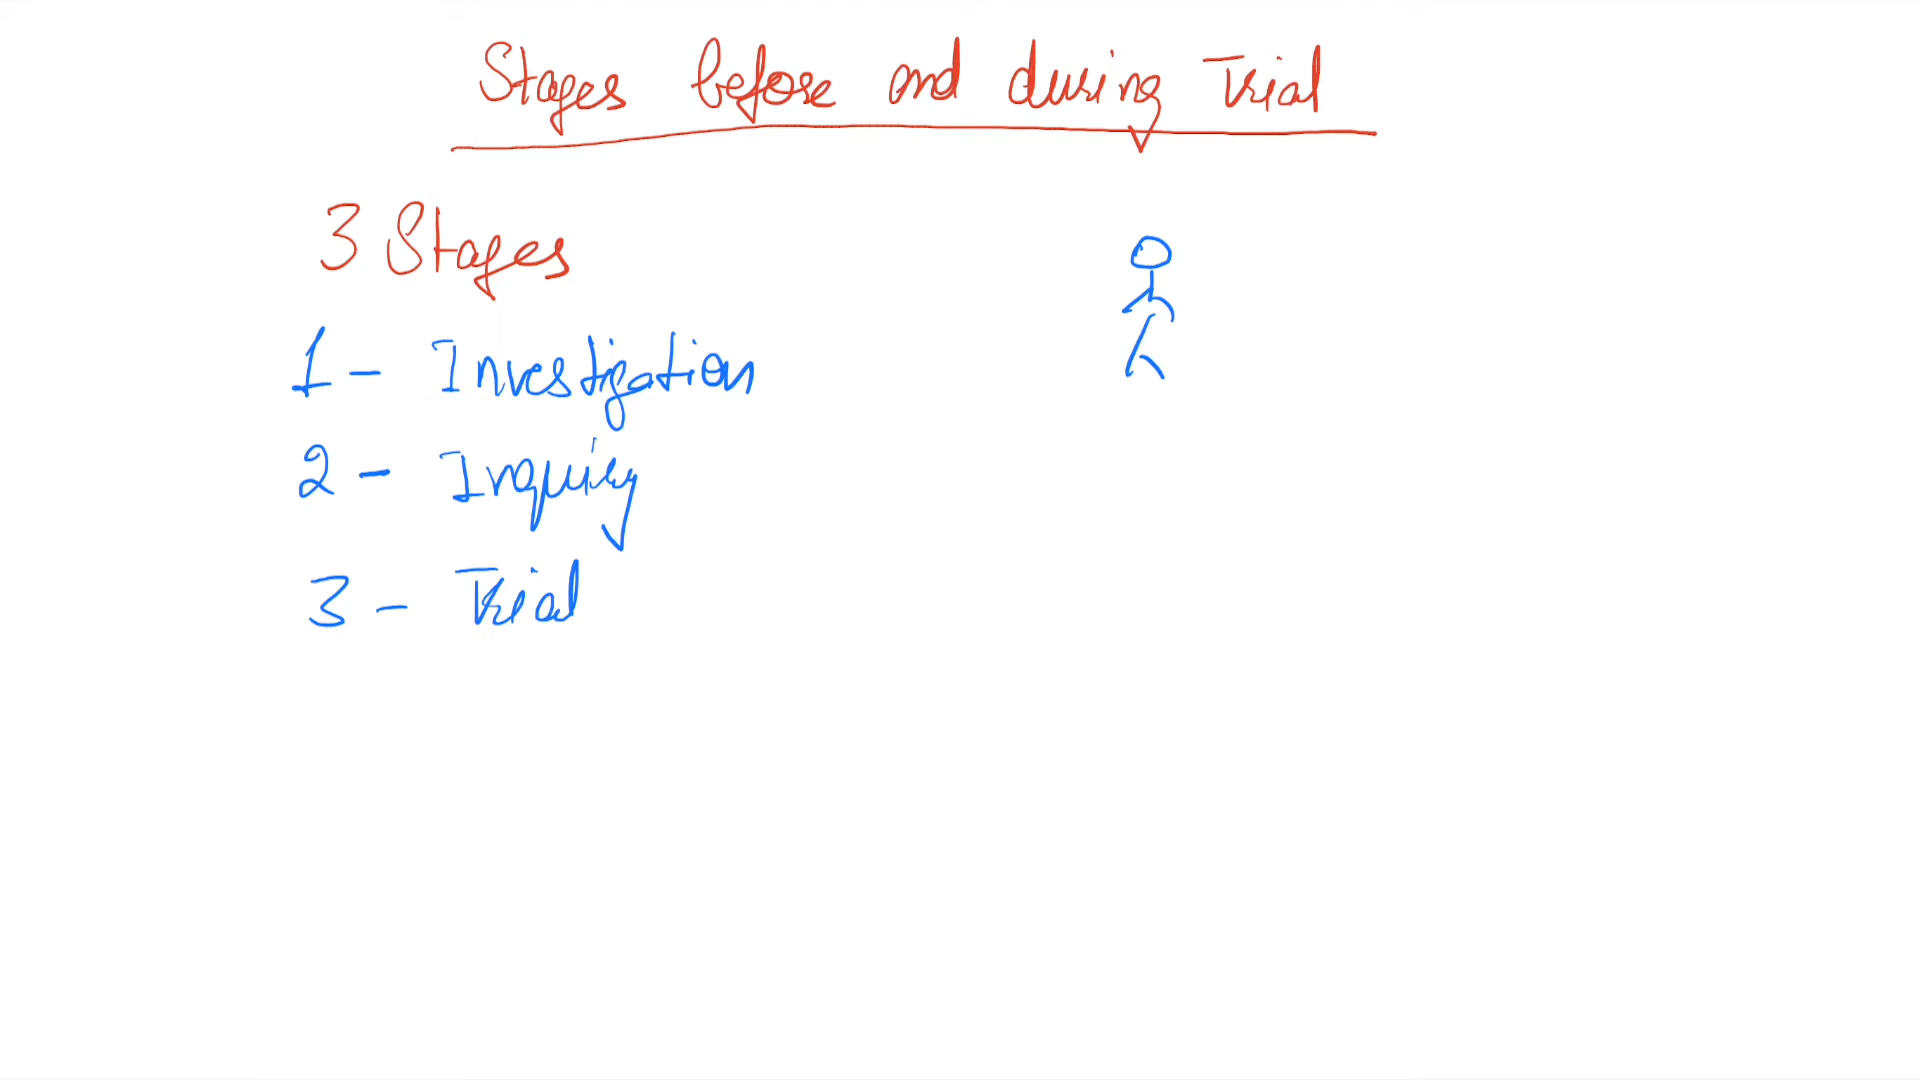 Stages before and during Trial
3 Stages
1 - Investigation
2 - Inquiry
3 - Trial